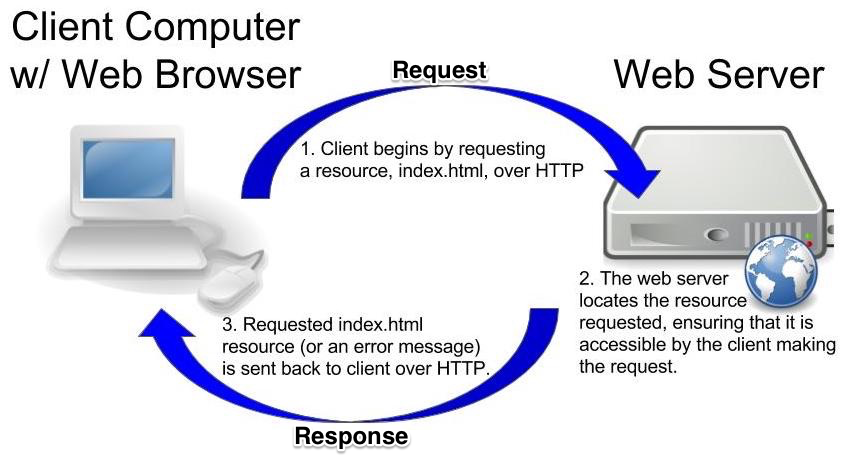 Client Computer
w/ Web Browser
Request
Web Server
1. Client begins by requesting
a resource, index.html, over HTTP
2. The web server
locates the resource
requested, ensuring that it is
accessible by the client making
the request.
3. Requested index.html
resource (or an error message)
is sent back to client over HTTP.
Response